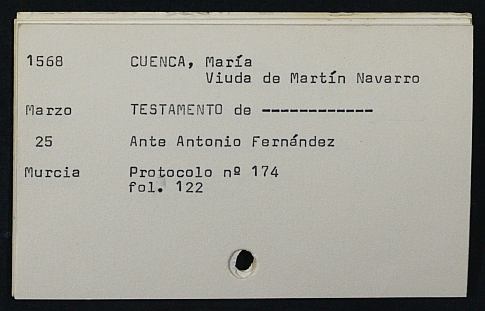 1568 CUENCA, María
Viuda de Martín Navarro
Marzo TESTAMENTO de ------------
25 Ante Antonio Fernández
Murcia Protocolo nº 174
fol. 122